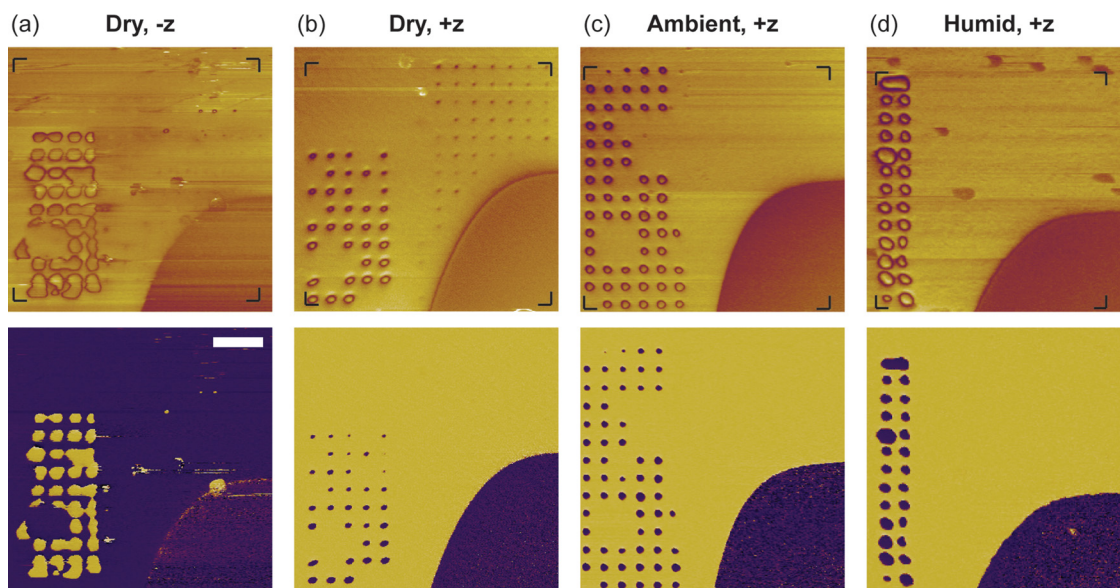 (a) Dry, -z (b) Dry, +z (c) Ambient, +z (d) Humid, +z